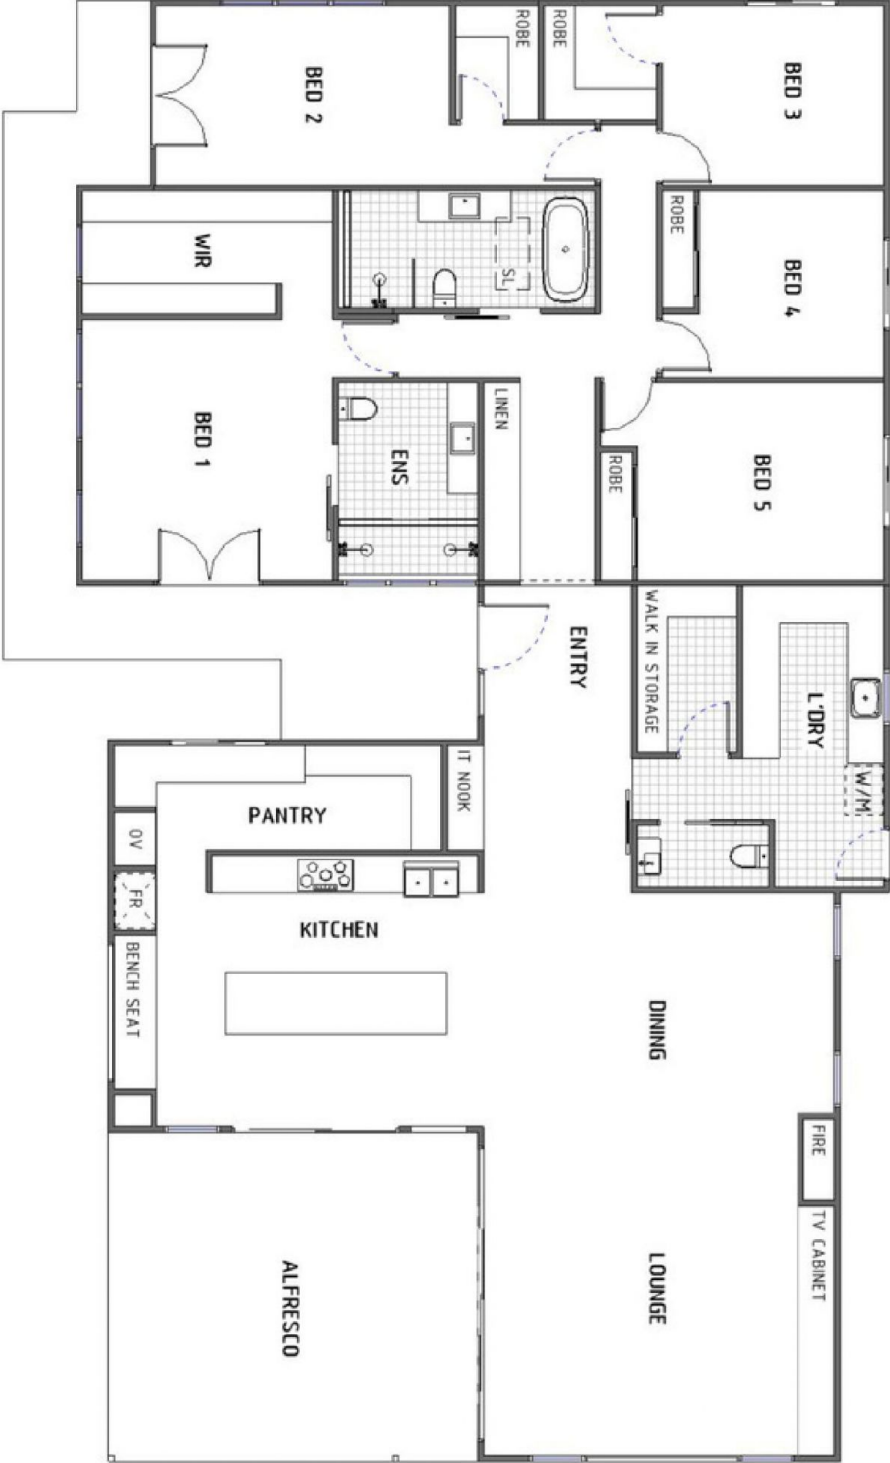 BED 2
ROBE
ROBE
BED 3
WIR
SL
ROBE
BED 4
BED 1
ENS
LINEN
ROBE
BED 5
ENTRY
WALK IN STORAGE
L'DRY
W/M
IT NOOK
PANTRY
OV
FR
KITCHEN
BENCH SEAT
DINING
FIRE
TV CABINET
LOUNGE
ALFRESCO